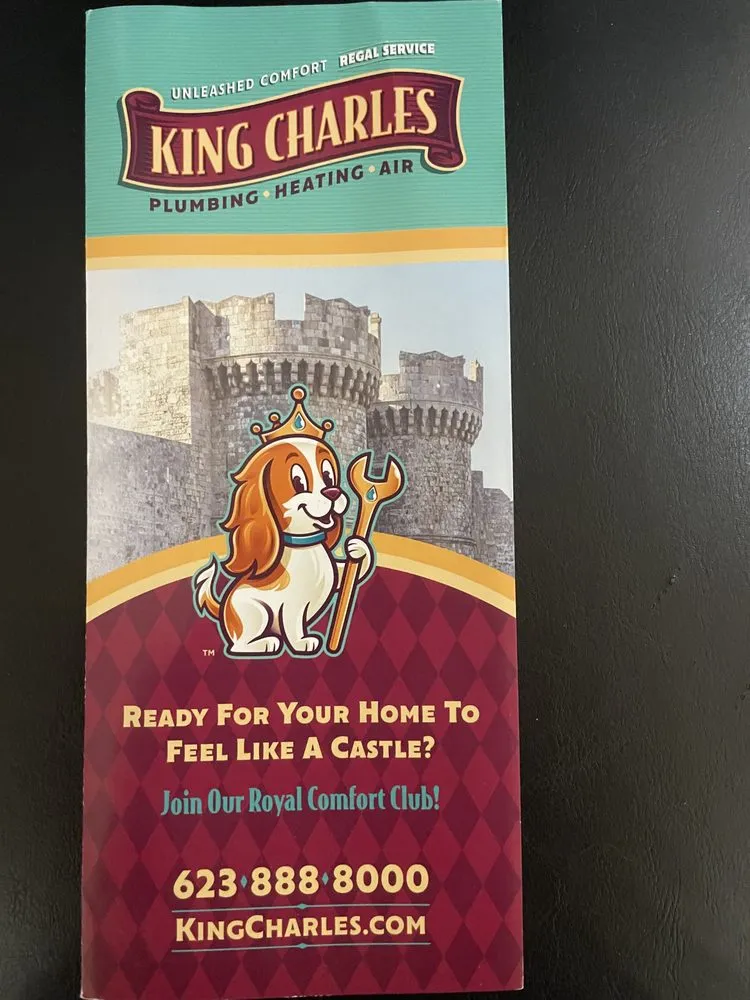 UNLEASHED COMFORT REGAL SERVICE
KING CHARLES
PLUMBING • HEATING • AIR
TM
READY FOR YOUR HOME TO
FEEL LIKE A CASTLE?
Join Our Royal Comfort Club!
623•888•8000
KINGCHARLES.COM